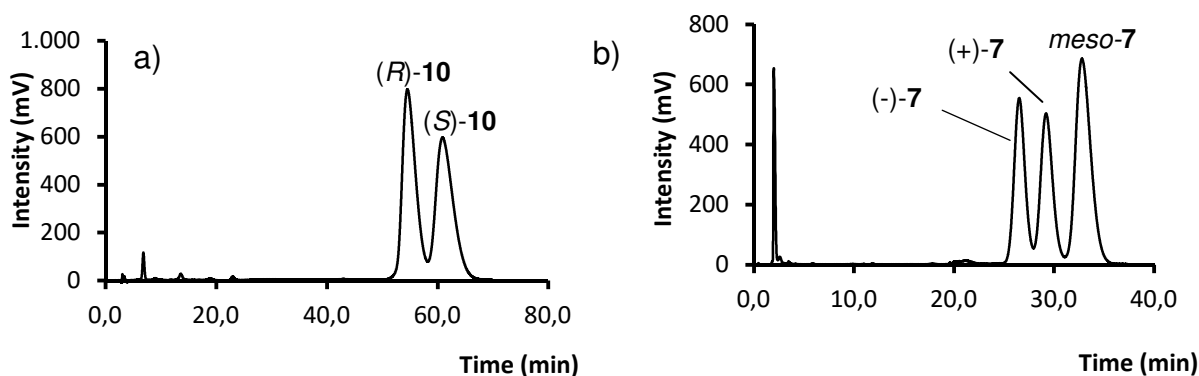 a)
1.000
800
600
400
200
0
Intensity (mV)
(R)-10
(S)-10
0,0 20,0 40,0 60,0 80,0
Time (min)
b)
800
600
400
200
0
Intensity (mV)
(-)-7
(+)-7
meso-7
0,0 10,0 20,0 30,0 40,0
Time (min)